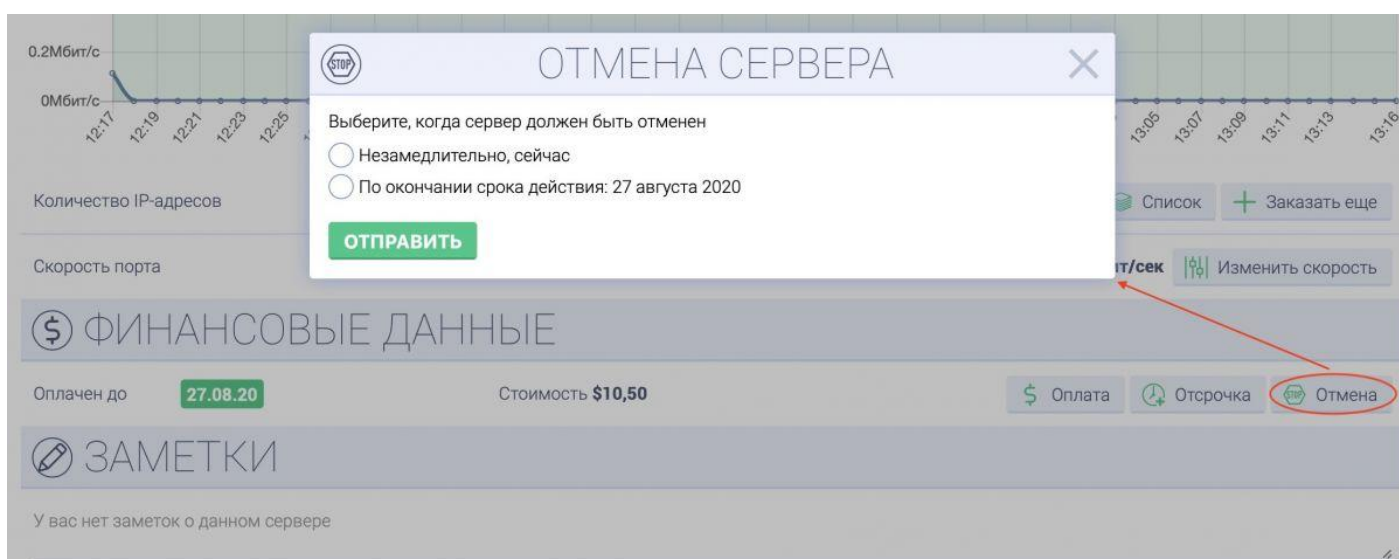 0.2Мбит/с
0Мбит/с
12:17 12:19 12:21 12:23 12:25 13:05 13:07 13:09 13:11 13:13 13:16
STOP ОТМЕНА СЕРВЕРА
Выберите, когда сервер должен быть отменен
Незамедлительно, сейчас
По окончании срока действия: 27 августа 2020
ОТПРАВИТЬ
Количество IP-адресов Список Заказать еще
Скорость порта /сек Изменить скорость
$ ФИНАНСОВЫЕ ДАННЫЕ
Оплачен до 27.08.20 Стоимость $10,50 $ Оплата Отсрочка STOP Отмена
ЗАМЕТКИ
У вас нет заметок о данном сервере